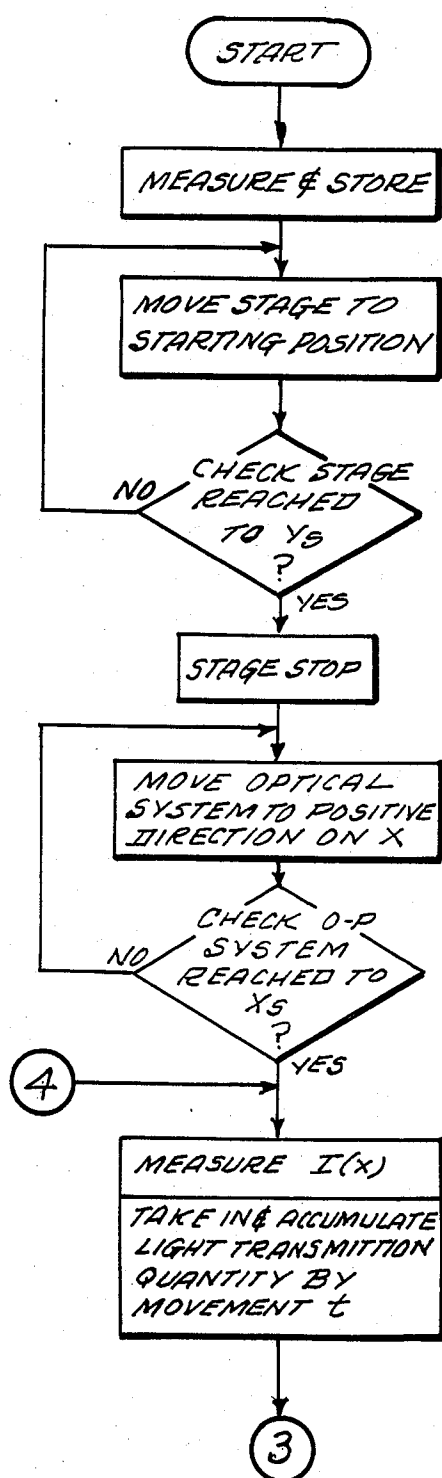 START
MEASURE & STORE
MOVE STAGE TO
STARTING POSITION
CHECK STAGE
REACHED
TO YS
?
NO
YES
STAGE STOP
MOVE OPTICAL
SYSTEM TO POSITIVE
DIRECTION ON X
CHECK O-P
SYSTEM
REACHED TO
XS
?
NO
YES
4
MEASURE I(x)
TAKE IN & ACCUMULATE
LIGHT TRANSMITTION
QUANTITY BY
MOVEMENT t
3